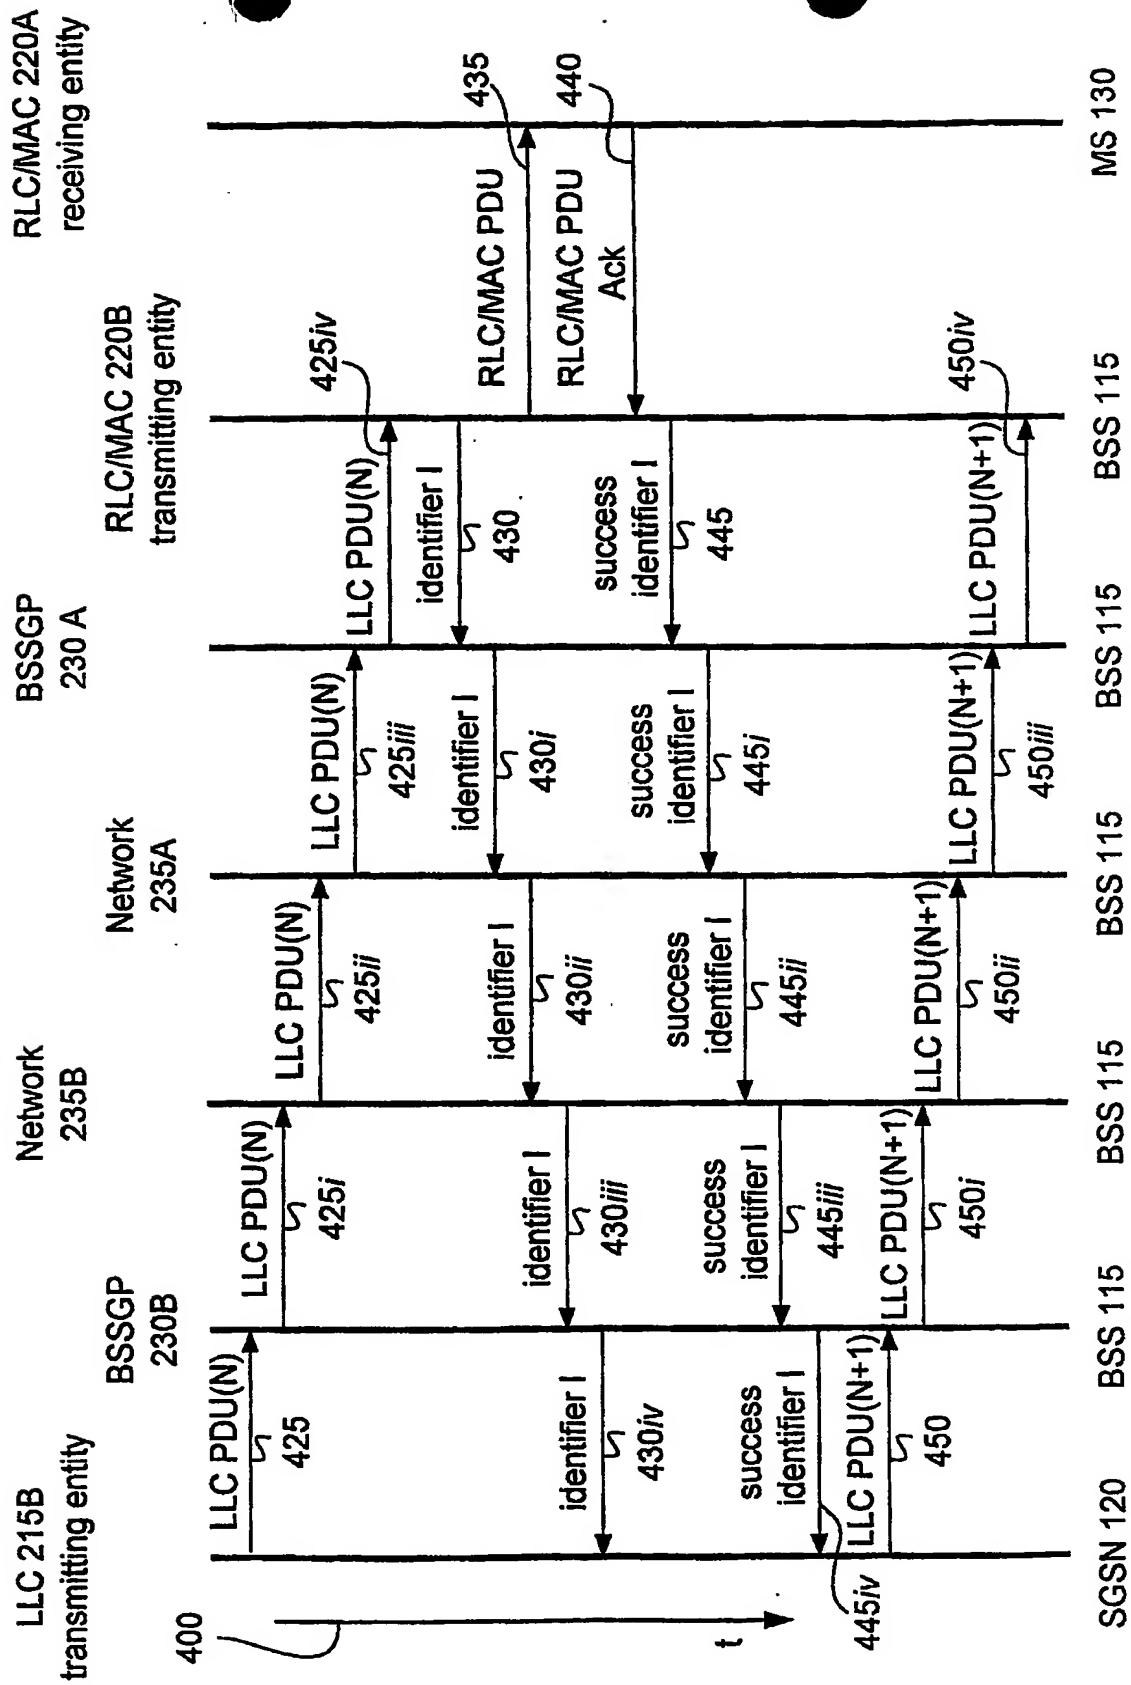 LLC 215B
transmitting entity
BSSGP
230B
Network
235B
Network
235A
BSSGP
230 A
RLC/MAC 220B
transmitting entity
RLC/MAC 220A
receiving entity
400
t
LLC PDU(N)
425
LLC PDU(N)
425i
LLC PDU(N)
425ii
LLC PDU(N)
425iii
LLC PDU(N)
425iv
identifier I
430
identifier I
430i
identifier I
430ii
identifier I
430iii
identifier I
430iv
RLC/MAC PDU
435
RLC/MAC PDU
Ack
440
success
identifier I
445
success
identifier I
445i
success
identifier I
445ii
success
identifier I
445iii
success
identifier I
445iv
LLC PDU(N+1)
450
LLC PDU(N+1)
450i
LLC PDU(N+1)
450ii
LLC PDU(N+1)
450iii
LLC PDU(N+1)
450iv
SGSN 120
BSS 115
BSS 115
BSS 115
BSS 115
BSS 115
MS 130